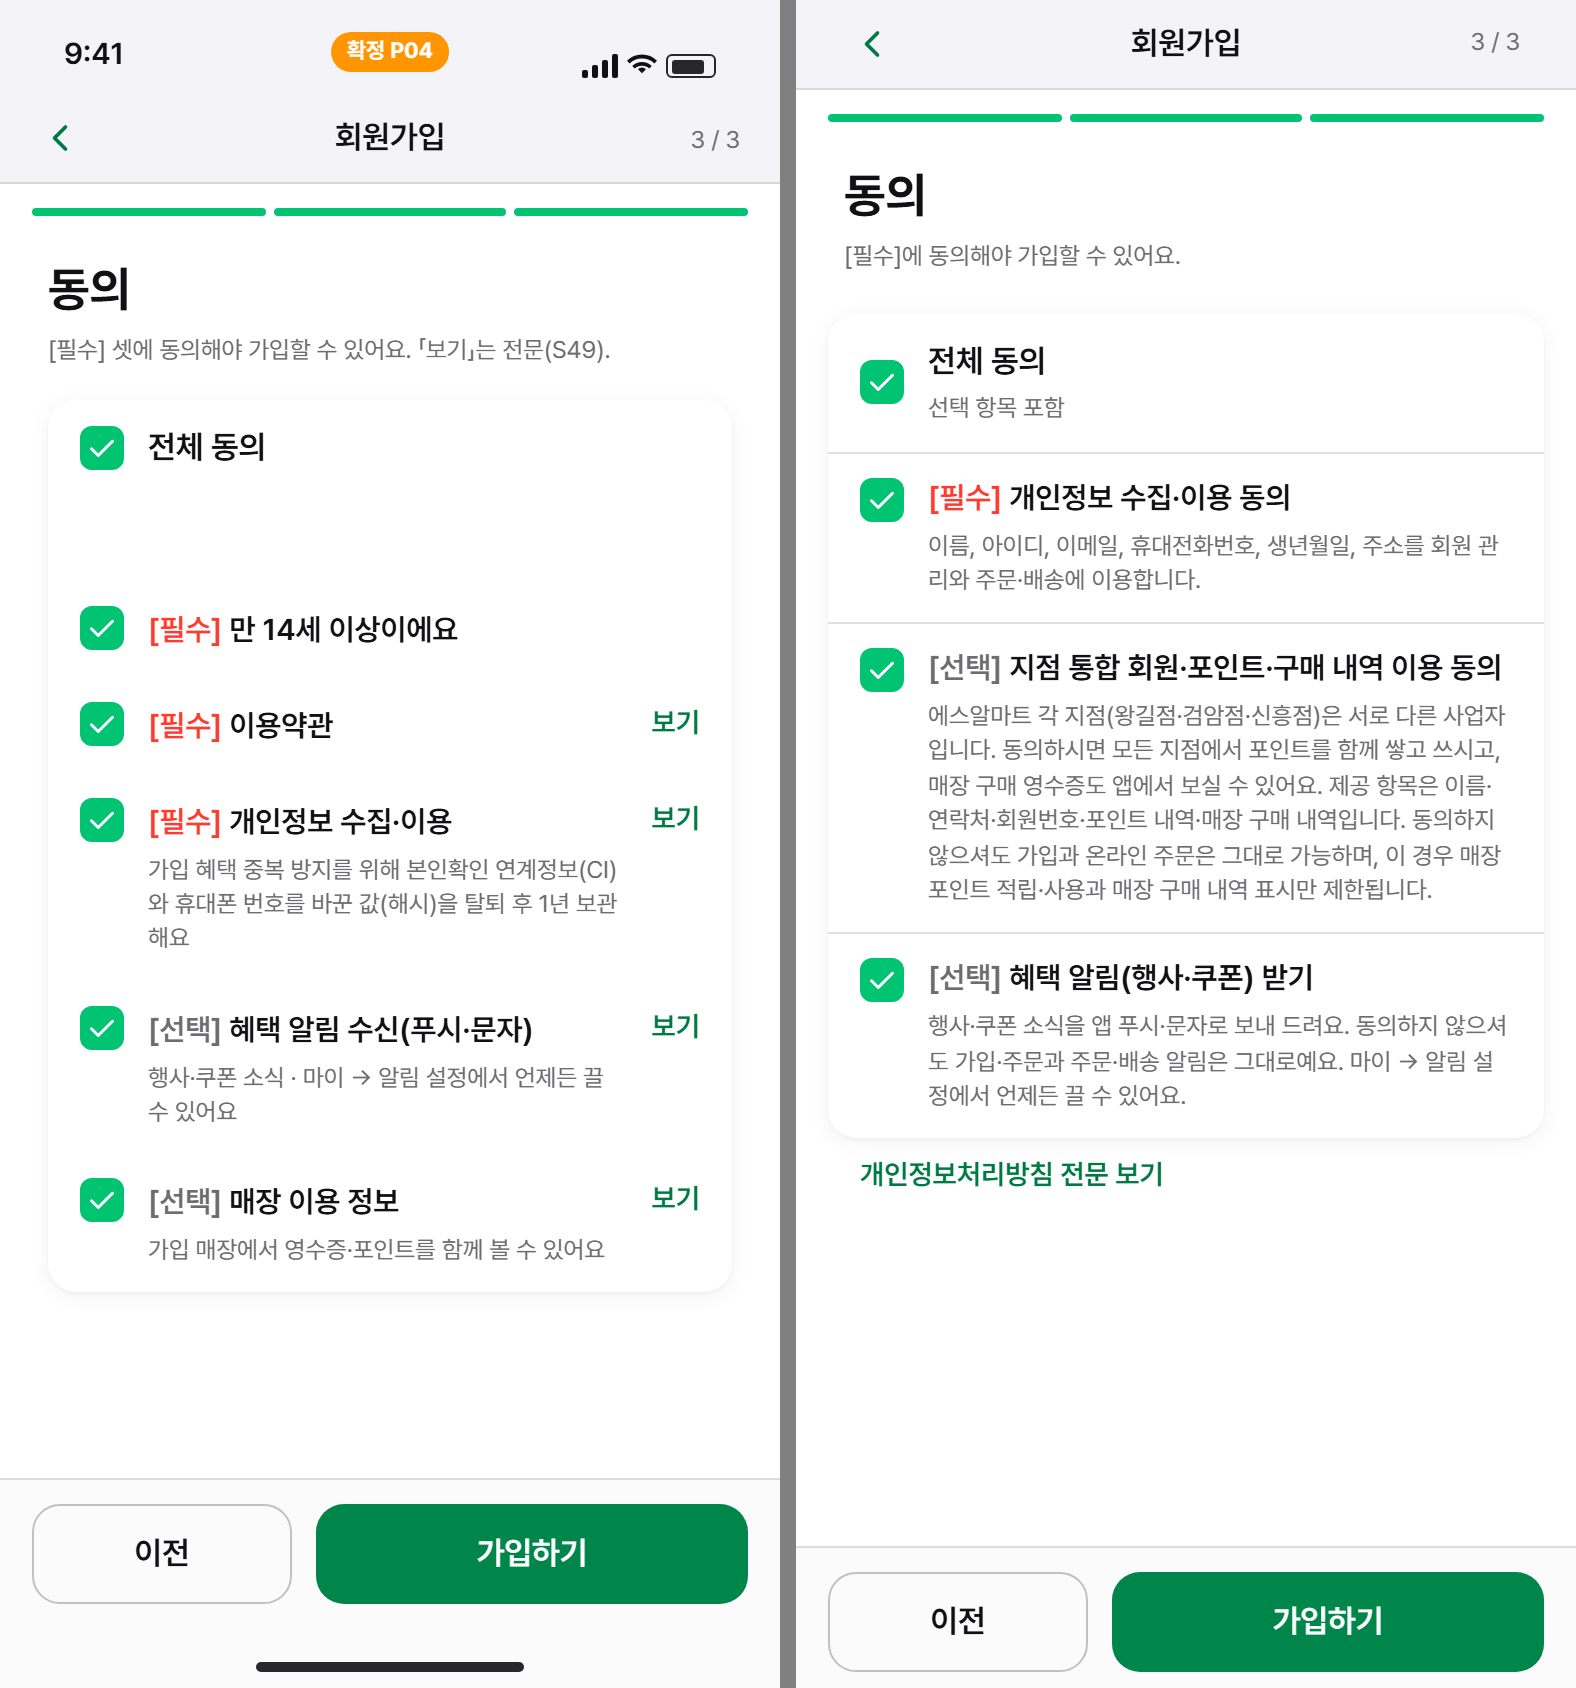 9:41
확정 P04
회원가입
3 / 3
동의
[필수] 셋에 동의해야 가입할 수 있어요. 「보기」는 전문(S49).
전체 동의
[필수] 만 14세 이상이에요
[필수] 이용약관
보기
[필수] 개인정보 수집·이용
보기
가입 혜택 중복 방지를 위해 본인확인 연계정보(CI)
와 휴대폰 번호를 바꾼 값(해시)을 탈퇴 후 1년 보관
해요
[선택] 혜택 알림 수신(푸시·문자)
보기
행사·쿠폰 소식 · 마이 → 알림 설정에서 언제든 끌
수 있어요
[선택] 매장 이용 정보
보기
가입 매장에서 영수증·포인트를 함께 볼 수 있어요
이전
가입하기
회원가입
3 / 3
동의
[필수]에 동의해야 가입할 수 있어요.
전체 동의
선택 항목 포함
[필수] 개인정보 수집·이용 동의
이름, 아이디, 이메일, 휴대전화번호, 생년월일, 주소를 회원 관
리와 주문·배송에 이용합니다.
[선택] 지점 통합 회원·포인트·구매 내역 이용 동의
에스알마트 각 지점(왕길점·검암점·신흥점)은 서로 다른 사업자
입니다. 동의하시면 모든 지점에서 포인트를 함께 쌓고 쓰시고,
매장 구매 영수증도 앱에서 보실 수 있어요. 제공 항목은 이름·
연락처·회원번호·포인트 내역·매장 구매 내역입니다. 동의하지
않으셔도 가입과 온라인 주문은 그대로 가능하며, 이 경우 매장
포인트 적립·사용과 매장 구매 내역 표시만 제한됩니다.
[선택] 혜택 알림(행사·쿠폰) 받기
행사·쿠폰 소식을 앱 푸시·문자로 보내 드려요. 동의하지 않으셔
도 가입·주문과 주문·배송 알림은 그대로예요. 마이 → 알림 설
정에서 언제든 끌 수 있어요.
개인정보처리방침 전문 보기
이전
가입하기